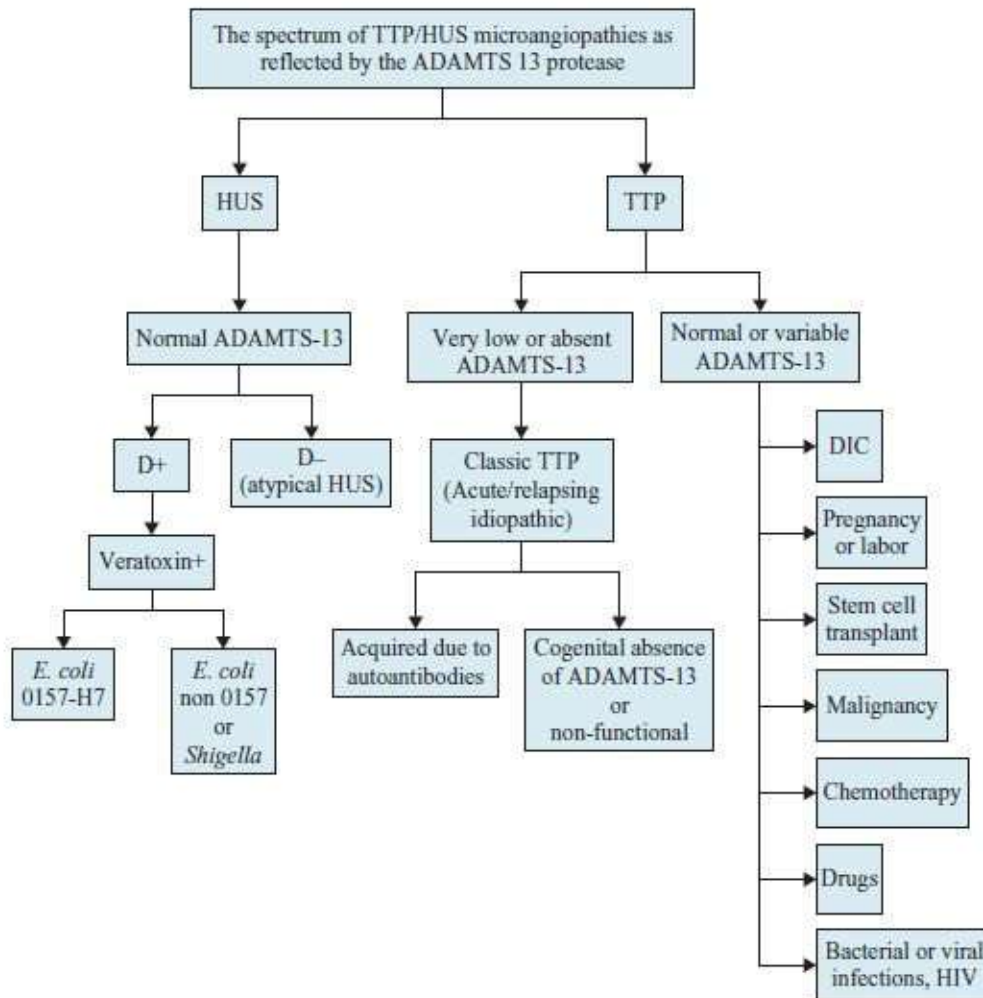 The spectrum of TTP/HUS microangiopathies as
reflected by the ADAMTS 13 protease
HUS
TTP
Normal ADAMTS-13
Very low or absent
ADAMTS-13
Normal or variable
ADAMTS-13
D+
D–
(atypical HUS)
Classic TTP
(Acute/relapsing
idiopathic)
DIC
Pregnancy
or labor
Veratoxin+
Stem cell
transplant
E. coli
0157-H7
E. coli
non 0157
or
Shigella
Acquired due to
autoantibodies
Cogenital absence
of ADAMTS-13
or
non-functional
Malignancy
Chemotherapy
Drugs
Bacterial or viral
infections, HIV